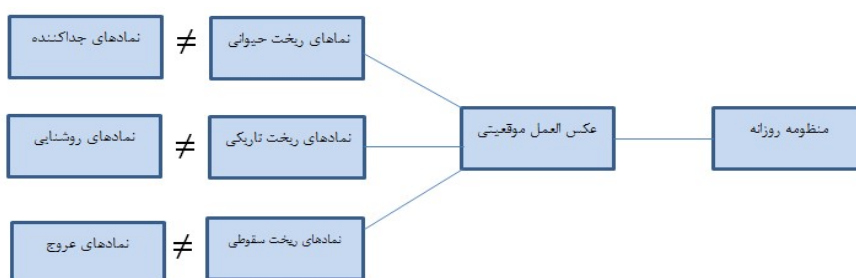 نماهای ریخت حیوانی ≠ نمادهای جداکننده
منظومه روزانه
عکس العمل موقعیتی
نمادهای ریخت تاریکی ≠ نمادهای روشنایی
نمادهای ریخت سقوطی ≠ نمادهای عروج